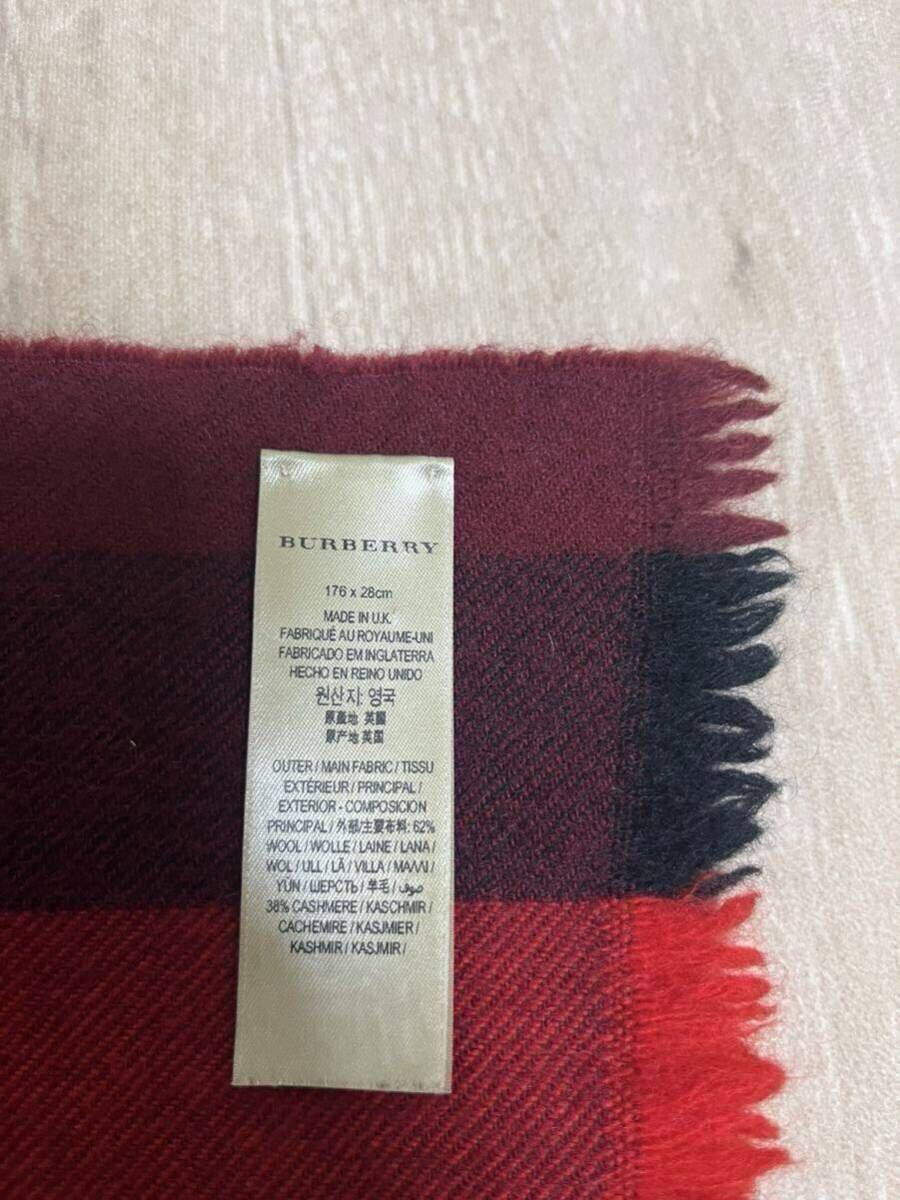 BURBERRY
176 x 28cm
MADE IN U.K.
FABRIQUÉ AU ROYAUME-UNI
FABRICADO EM INGLATERRA
HECHO EN REINO UNIDO
원산지: 영국
原產地 英國
原产地 英国
OUTER / MAIN FABRIC / TISSU
EXTÉRIEUR / PRINCIPAL /
EXTERIOR - COMPOSICION
PRINCIPAL / 外部/主要布料: 62%
WOOL / WOLLE / LAINE / LANA /
WOL / ULL / LÃ / VILLA / ΜΑΛΛΙ /
YÜN / ШЕРСТЬ / 羊毛 / صوف
38% CASHMERE / KASCHMIR /
CACHEMIRE / KASJMIER /
KASHMIR / KASJMIR /